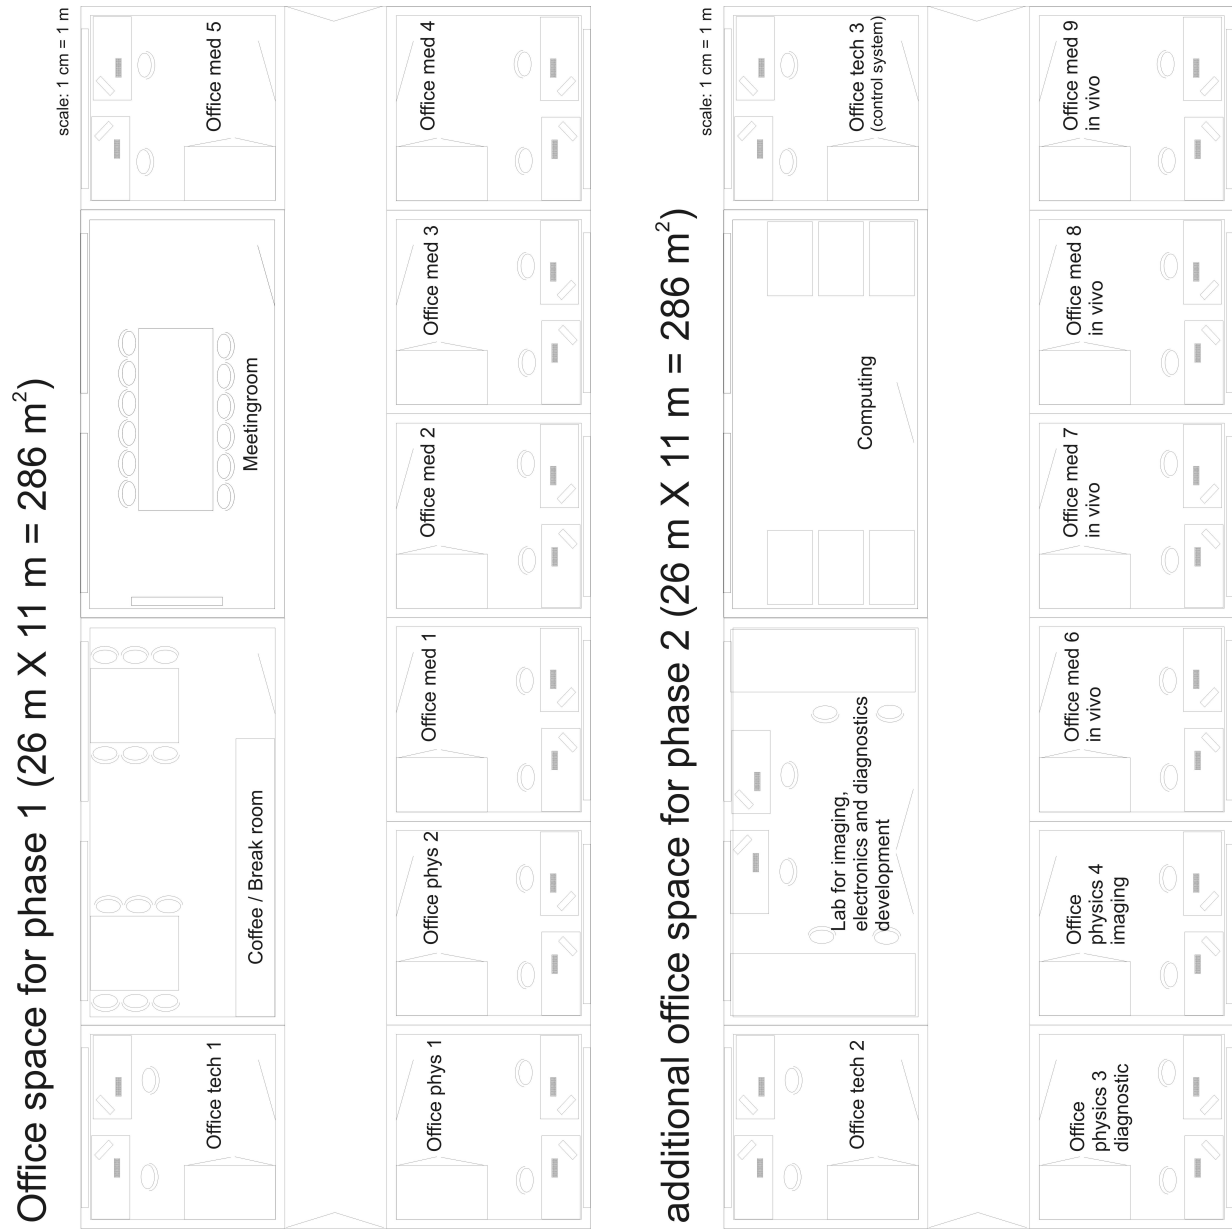 Office space for phase 1 (26 m X 11 m = 286 m²)
scale: 1 cm = 1 m
Office tech 1
Coffee / Break room
Meetingroom
Office med 5
Office phys 1
Office phys 2
Office med 1
Office med 2
Office med 3
Office med 4
additional office space for phase 2 (26 m X 11 m = 286 m²)
scale: 1 cm = 1 m
Office tech 2
Lab for imaging,
electronics and diagnostics
development
Computing
Office tech 3
(control system)
Office
physics 3
diagnostic
Office
physics 4
imaging
Office med 6
in vivo
Office med 7
in vivo
Office med 8
in vivo
Office med 9
in vivo